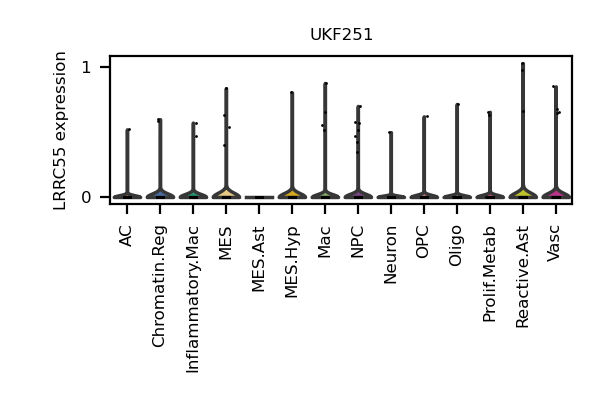 UKF251
LRRC55 expression
1
0
AC
Chromatin.Reg
Inflammatory.Mac
MES
MES.Ast
MES.Hyp
Mac
NPC
Neuron
OPC
Oligo
Prolif.Metab
Reactive.Ast
Vasc